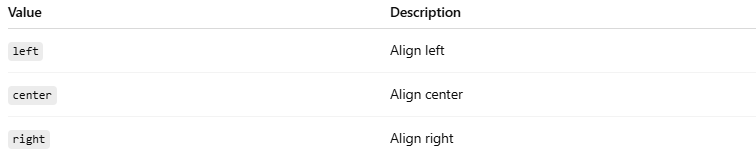 Value Description
left Align left
center Align center
right Align right